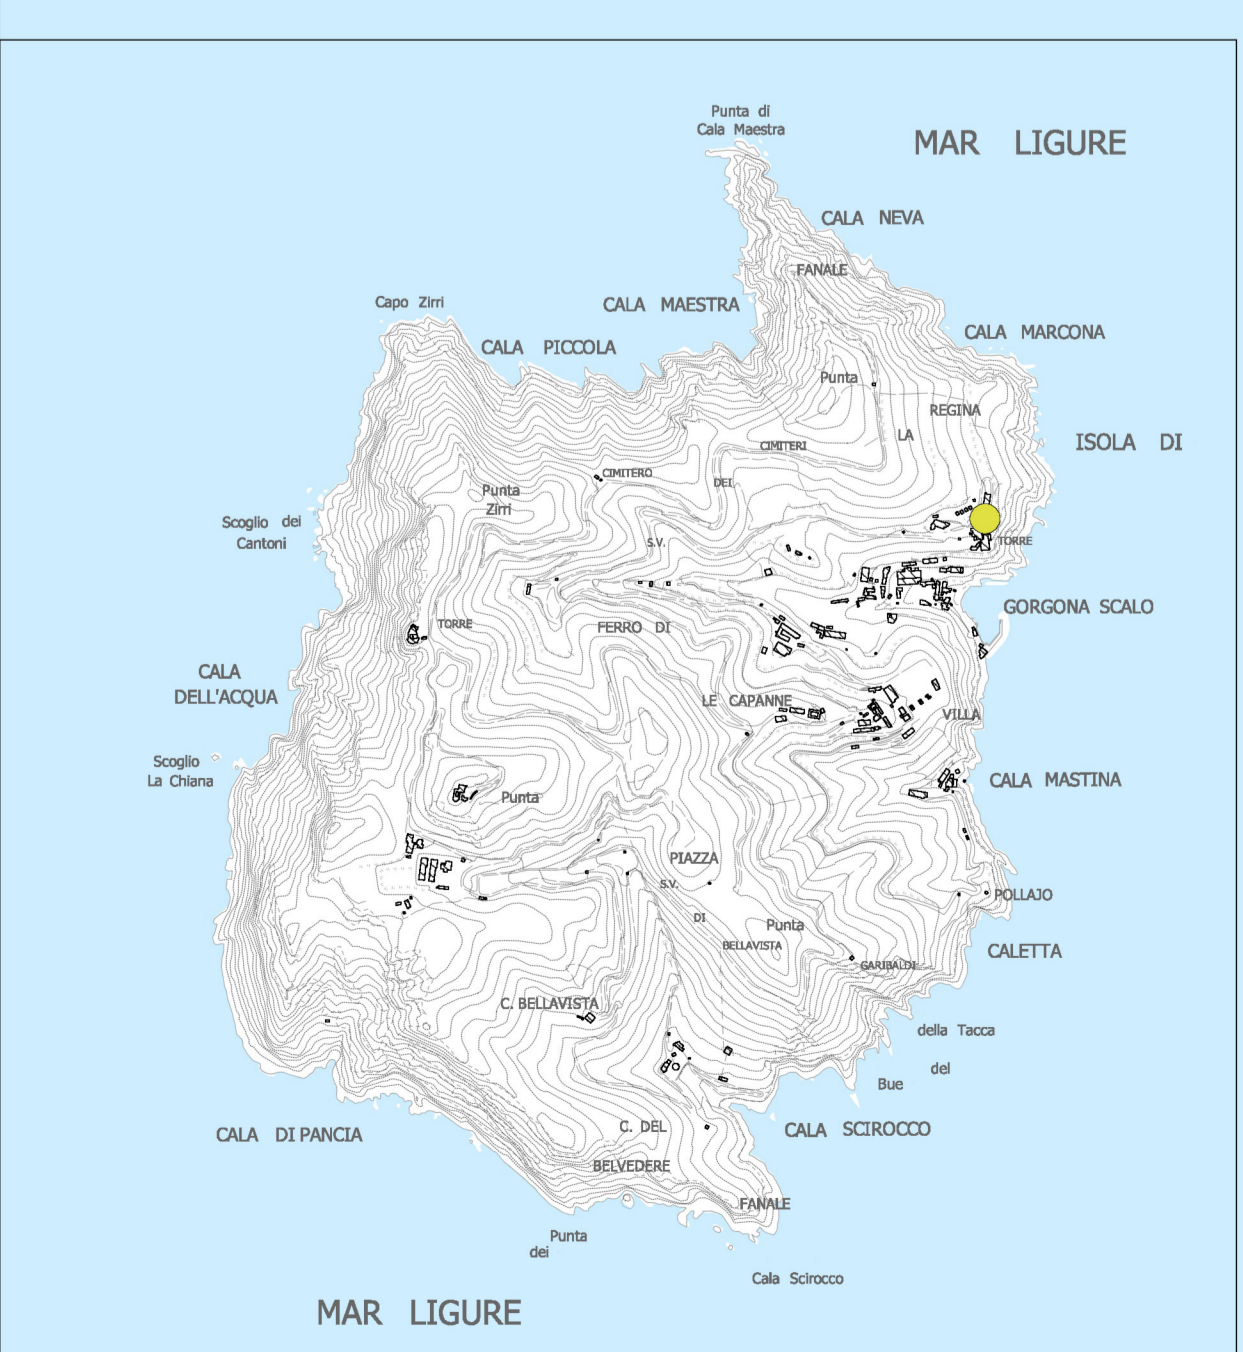 Punta di
Cala Maestra
MAR LIGURE
CALA NEVA
FANALE
Capo Zirri
CALA MAESTRA
CALA MARCONA
CALA PICCOLA
Punta
REGINA
LA
ISOLA DI
CIMITERI
CIMITERO
DEI
Punta
Zirri
Scoglio dei
Cantoni
S.V.
TORRE
GORGONA SCALO
TORRE
FERRO DI
CALA
DELL'ACQUA
LE CAPANNE
VILLA
Scoglio
La Chiana
CALA MASTINA
Punta
PIAZZA
S.V.
POLLAJO
DI
Punta
BELLAVISTA
CALETTA
GARIBALDI
C. BELLAVISTA
della Tacca
del
Bue
C. DEL
CALA SCIROCCO
CALA DI PANCIA
BELVEDERE
FANALE
Punta
dei
Cala Scirocco
MAR LIGURE